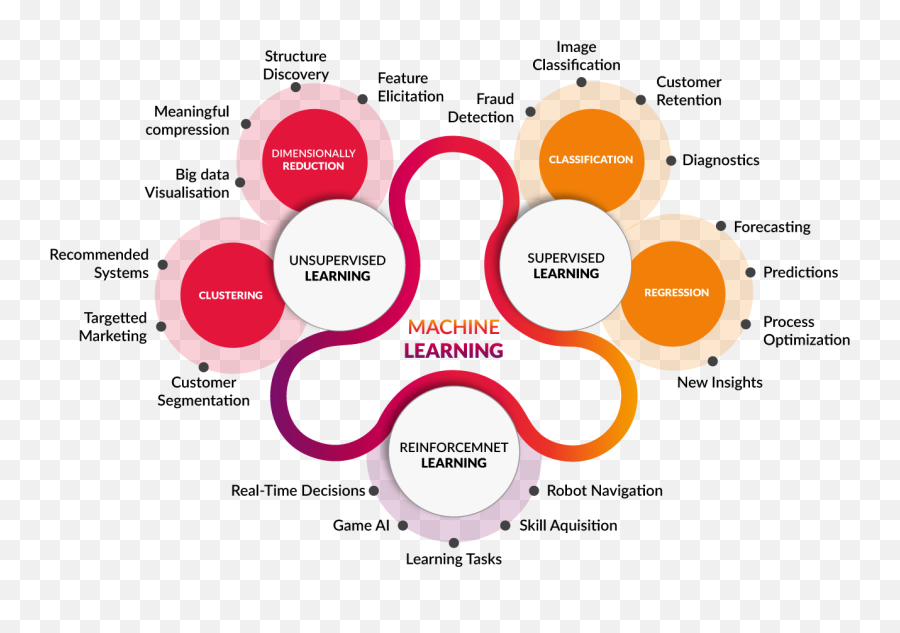 Structure
Discovery
Feature
Elicitation
Meaningful
compression
Big data
Visualisation
DIMENSIONALLY
REDUCTION
Recommended
Systems
Targetted
Marketing
Customer
Segmentation
CLUSTERING
UNSUPERVISED
LEARNING
Image
Classification
Customer
Retention
Fraud
Detection
Diagnostics
CLASSIFICATION
SUPERVISED
LEARNING
Forecasting
Predictions
Process
Optimization
New Insights
REGRESSION
MACHINE
LEARNING
REINFORCEMNET
LEARNING
Real-Time Decisions
Game AI
Learning Tasks
Skill Aquisition
Robot Navigation